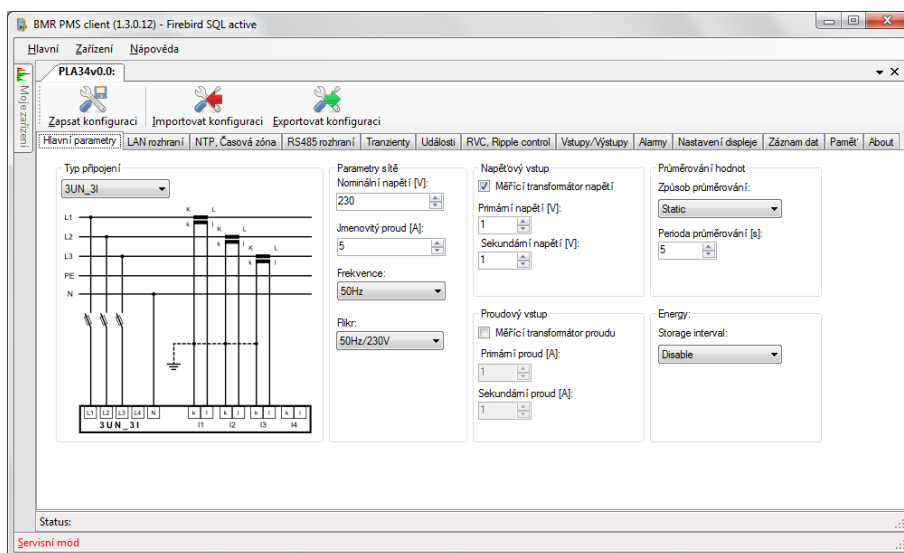 BMR PMS client (1.3.0.12) - Firebird SQL active
Hlavní Zařízení Nápověda
Moje zařízení
PLA34v0.0:
Zapsat konfiguraci Importovat konfiguraci Exportovat konfiguraci
Hlavní parametry LAN rozhraní NTP, Časová zóna RS485 rozhraní Tranzienty Události RVC, Ripple control Vstupy/Výstupy Alarmy Nastavení displeje Záznam dat Paměť About
Typ připojení
3UN_3I
K L
L1
k l
K L
L2
k l
K L
L3
k l
PE
N
L1 L2 L3 L4 N k l k l k l k l
3UN_3I I1 I2 I3 I4
Parametry sítě
Nominální napětí [V]:
230
Jmenovitý proud [A]:
5
Frekvence:
50Hz
Flikr:
50Hz/230V
Napěťový vstup
Měřící transformátor napětí
Primární napětí [V]:
1
Sekundární napětí [V]:
1
Proudový vstup
Měřící transformátor proudu
Primární proud [A]:
1
Sekundární proud [A]:
1
Průměrování hodnot
Způsob průměrování:
Static
Perioda průměrování [s]:
5
Energy:
Storage interval:
Disable
Status:
Servisní mód